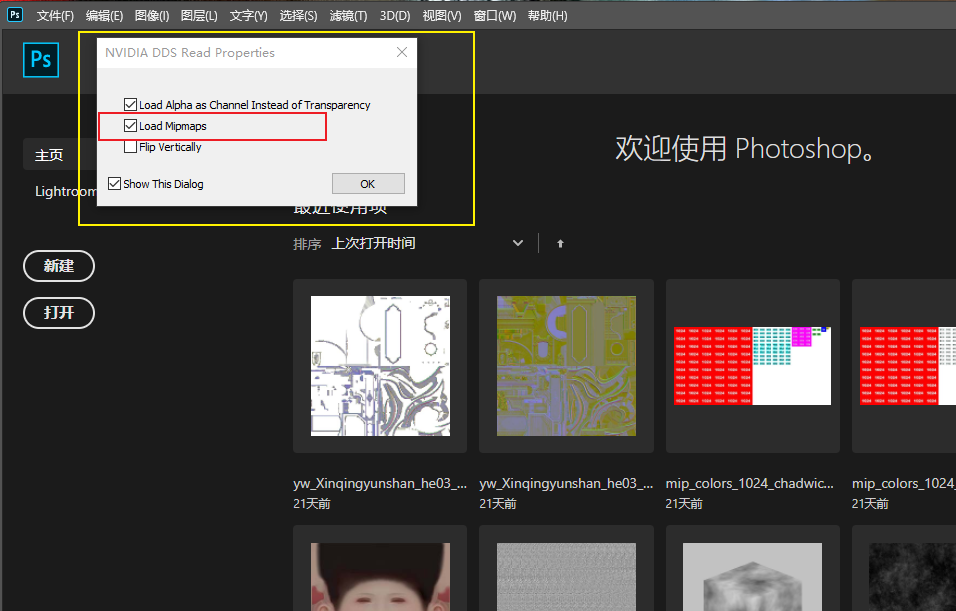 Ps 文件(F) 编辑(E) 图像(I) 图层(L) 文字(Y) 选择(S) 滤镜(T) 3D(D) 视图(V) 窗口(W) 帮助(H)
Ps
NVIDIA DDS Read Properties
Load Alpha as Channel Instead of Transparency
Load Mipmaps
Flip Vertically
Show This Dialog
OK
主页
Lightroom
欢迎使用 Photoshop。
最近使用项
排序 上次打开时间
新建
打开
yw_Xinqingyunshan_he03_...
21天前
yw_Xinqingyunshan_he03_...
21天前
mip_colors_1024_chadwic...
21天前
mip_colors_1024
21天前